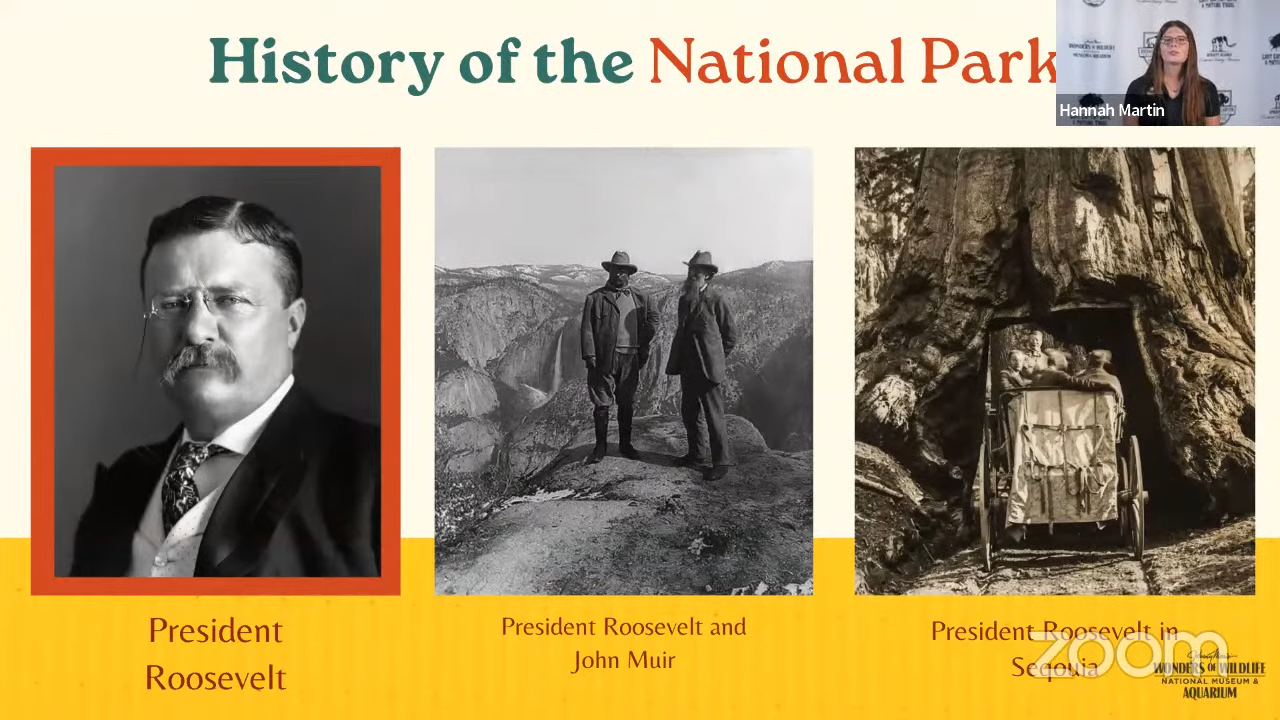 History of the National Park
Hannah Martin
President
Roosevelt
President Roosevelt and
John Muir
President Roosevelt in
Seqouia
zoom
WONDERS OF WILDLIFE
NATIONAL MUSEUM &
AQUARIUM